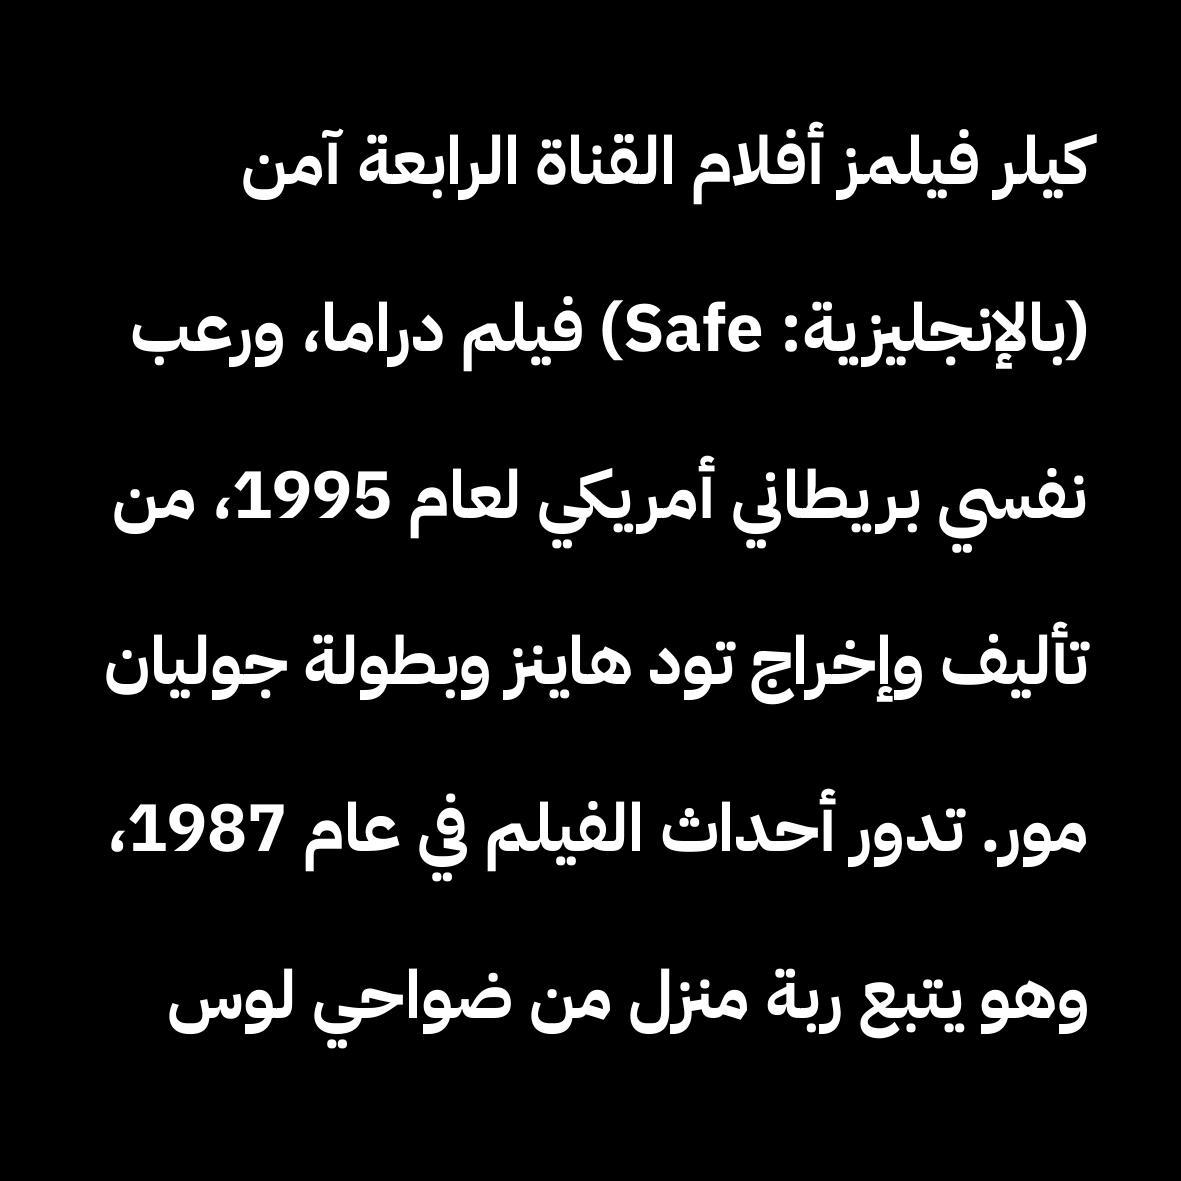 كيلر فيلمز أفلام القناة الرابعة آمن
(بالإنجليزية: Safe) فيلم دراما، ورعب
نفسي بريطاني أمريكي لعام 1995، من
تأليف وإخراج تود هاينز وبطولة جوليان
مور. تدور أحداث الفيلم في عام 1987،
وهو يتبع ربة منزل من ضواحي لوس